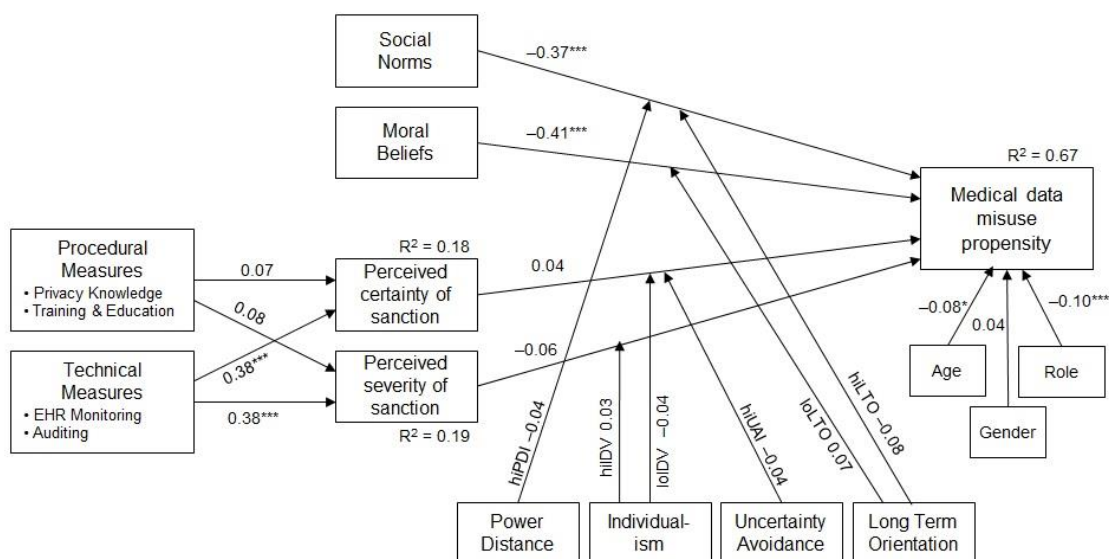 Social
Norms
–0.37***
Moral
Beliefs
–0.41***
R² = 0.67
Medical data
misuse
propensity
Procedural
Measures
• Privacy Knowledge
• Training & Education
0.07
0.08
R² = 0.18
Perceived
certainty of
sanction
0.04
Technical
Measures
• EHR Monitoring
• Auditing
0.38***
0.38***
Perceived
severity of
sanction
R² = 0.19
–0.06
–0.08*
0.04
–0.10***
Age
Role
Gender
hiPDI –0.04
hiIDV 0.03
loIDV –0.04
hiUAI –0.04
loLTO 0.07
hiLTO –0.08
Power
Distance
Individual-
ism
Uncertainty
Avoidance
Long Term
Orientation